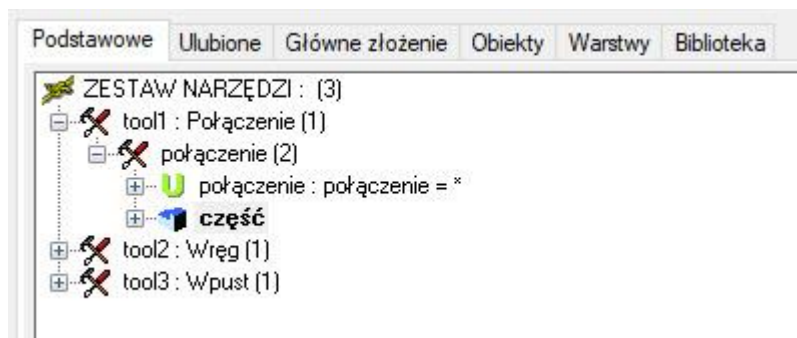 Podstawowe Ulubione Główne złożenie Obiekty Warstwy Biblioteka
ZESTAW NARZĘDZI : (3)
tool1 : Połączenie (1)
połączenie (2)
połączenie : połączenie = *
część
tool2 : Wręg (1)
tool3 : Wpust (1)